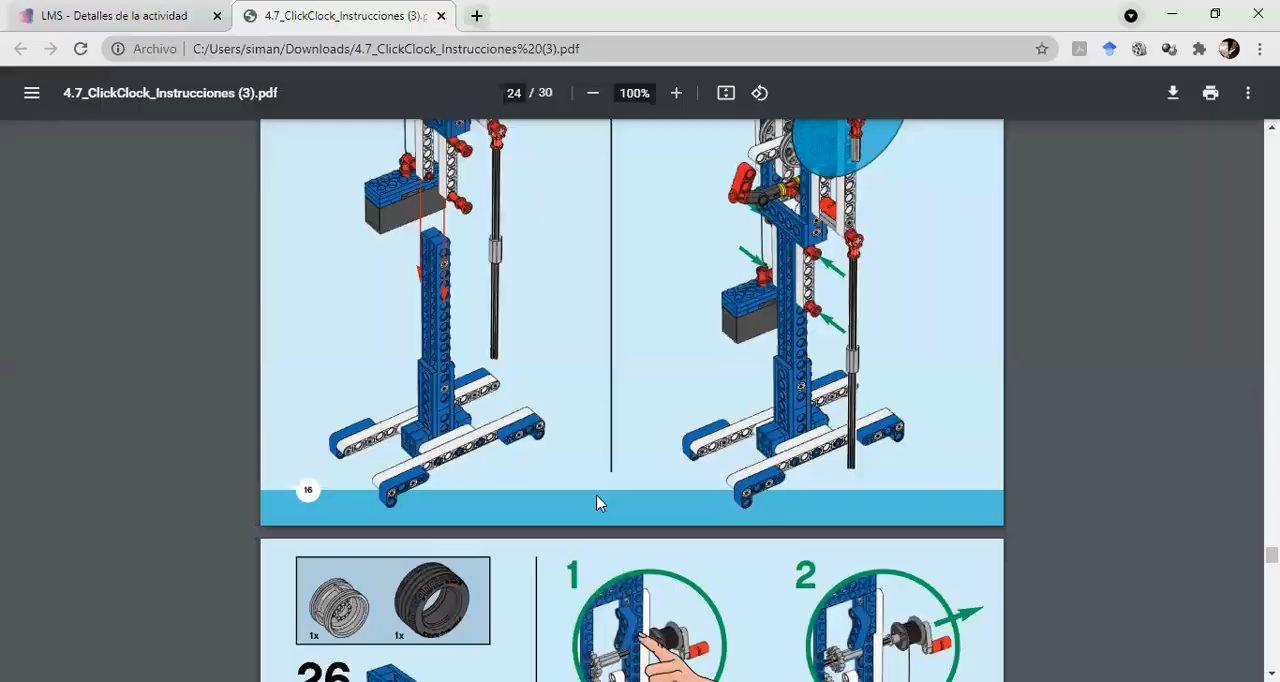 LMS - Detalles de la actividad
4.7_ClickClock_Instrucciones (3).p
Archivo
C:/Users/siman/Downloads/4.7_ClickClock_Instrucciones%20(3).pdf
4.7_ClickClock_Instrucciones (3).pdf
24 / 30
100%
16
1x
1x
1
2
26